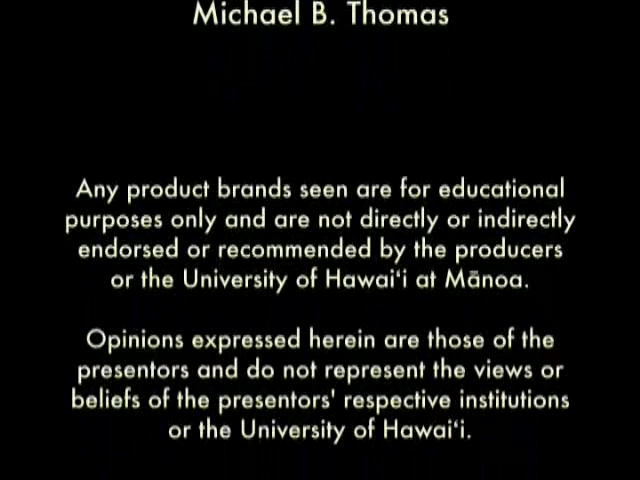 Michael B. Thomas
Any product brands seen are for educational
purposes only and are not directly or indirectly
endorsed or recommended by the producers
or the University of Hawaiʻi at Mānoa.
Opinions expressed herein are those of the
presentors and do not represent the views or
beliefs of the presentors' respective institutions
or the University of Hawaiʻi.